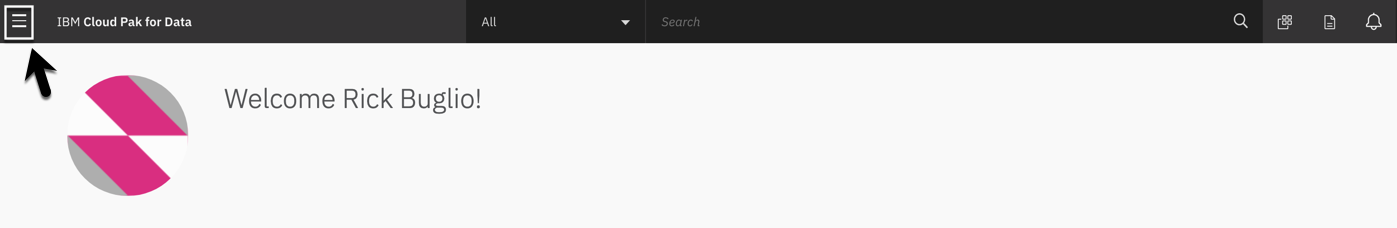 IBM Cloud Pak for Data
All
Search
Welcome Rick Buglio!